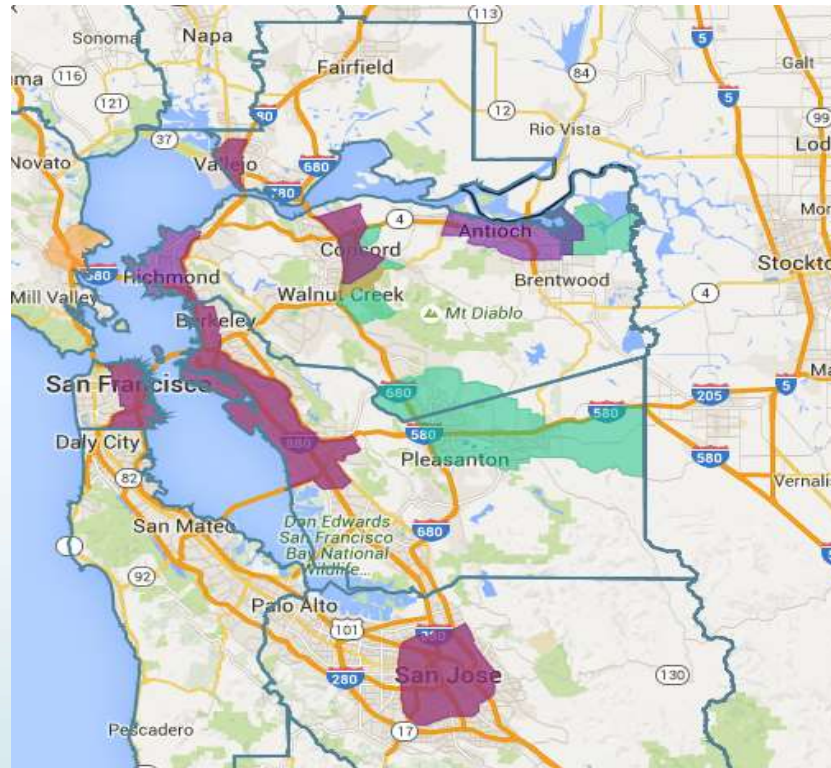 113
Sonoma
Napa
5
Galt
116
Fairfield
84
ma
121
80
12
99
37
Rio Vista
5
Lod
Novato
Vallejo
680
780
4
Antioch
Mor
Concord
Richmond
580
Brentwood
Stockto
Mill Valley
Walnut Creek
4
Mt Diablo
Berkeley
San Francisco
680
5
Ma
205
580
Daly City
880
580
580
Pleasanton
82
Vernalis
San Mateo
Don Edwards
San Francisco
Bay National
Wildlife...
680
1
92
Palo Alto
101
280
San Jose
130
17
Pescadero